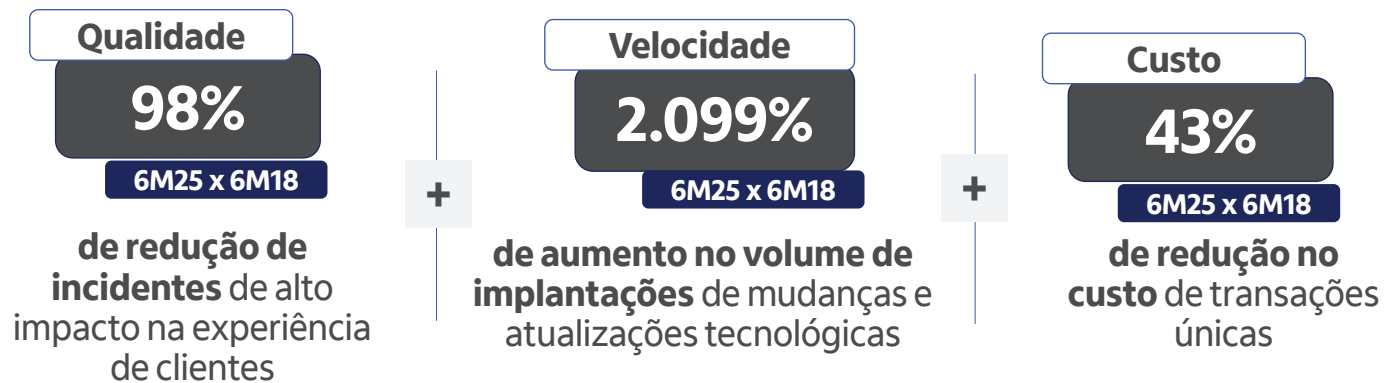 Qualidade
98%
6M25 x 6M18
de redução de
incidentes de alto
impacto na experiência
de clientes
+
Velocidade
2.099%
6M25 x 6M18
de aumento no volume de
implantações de mudanças e
atualizações tecnológicas
+
Custo
43%
6M25 x 6M18
de redução no
custo de transações
únicas